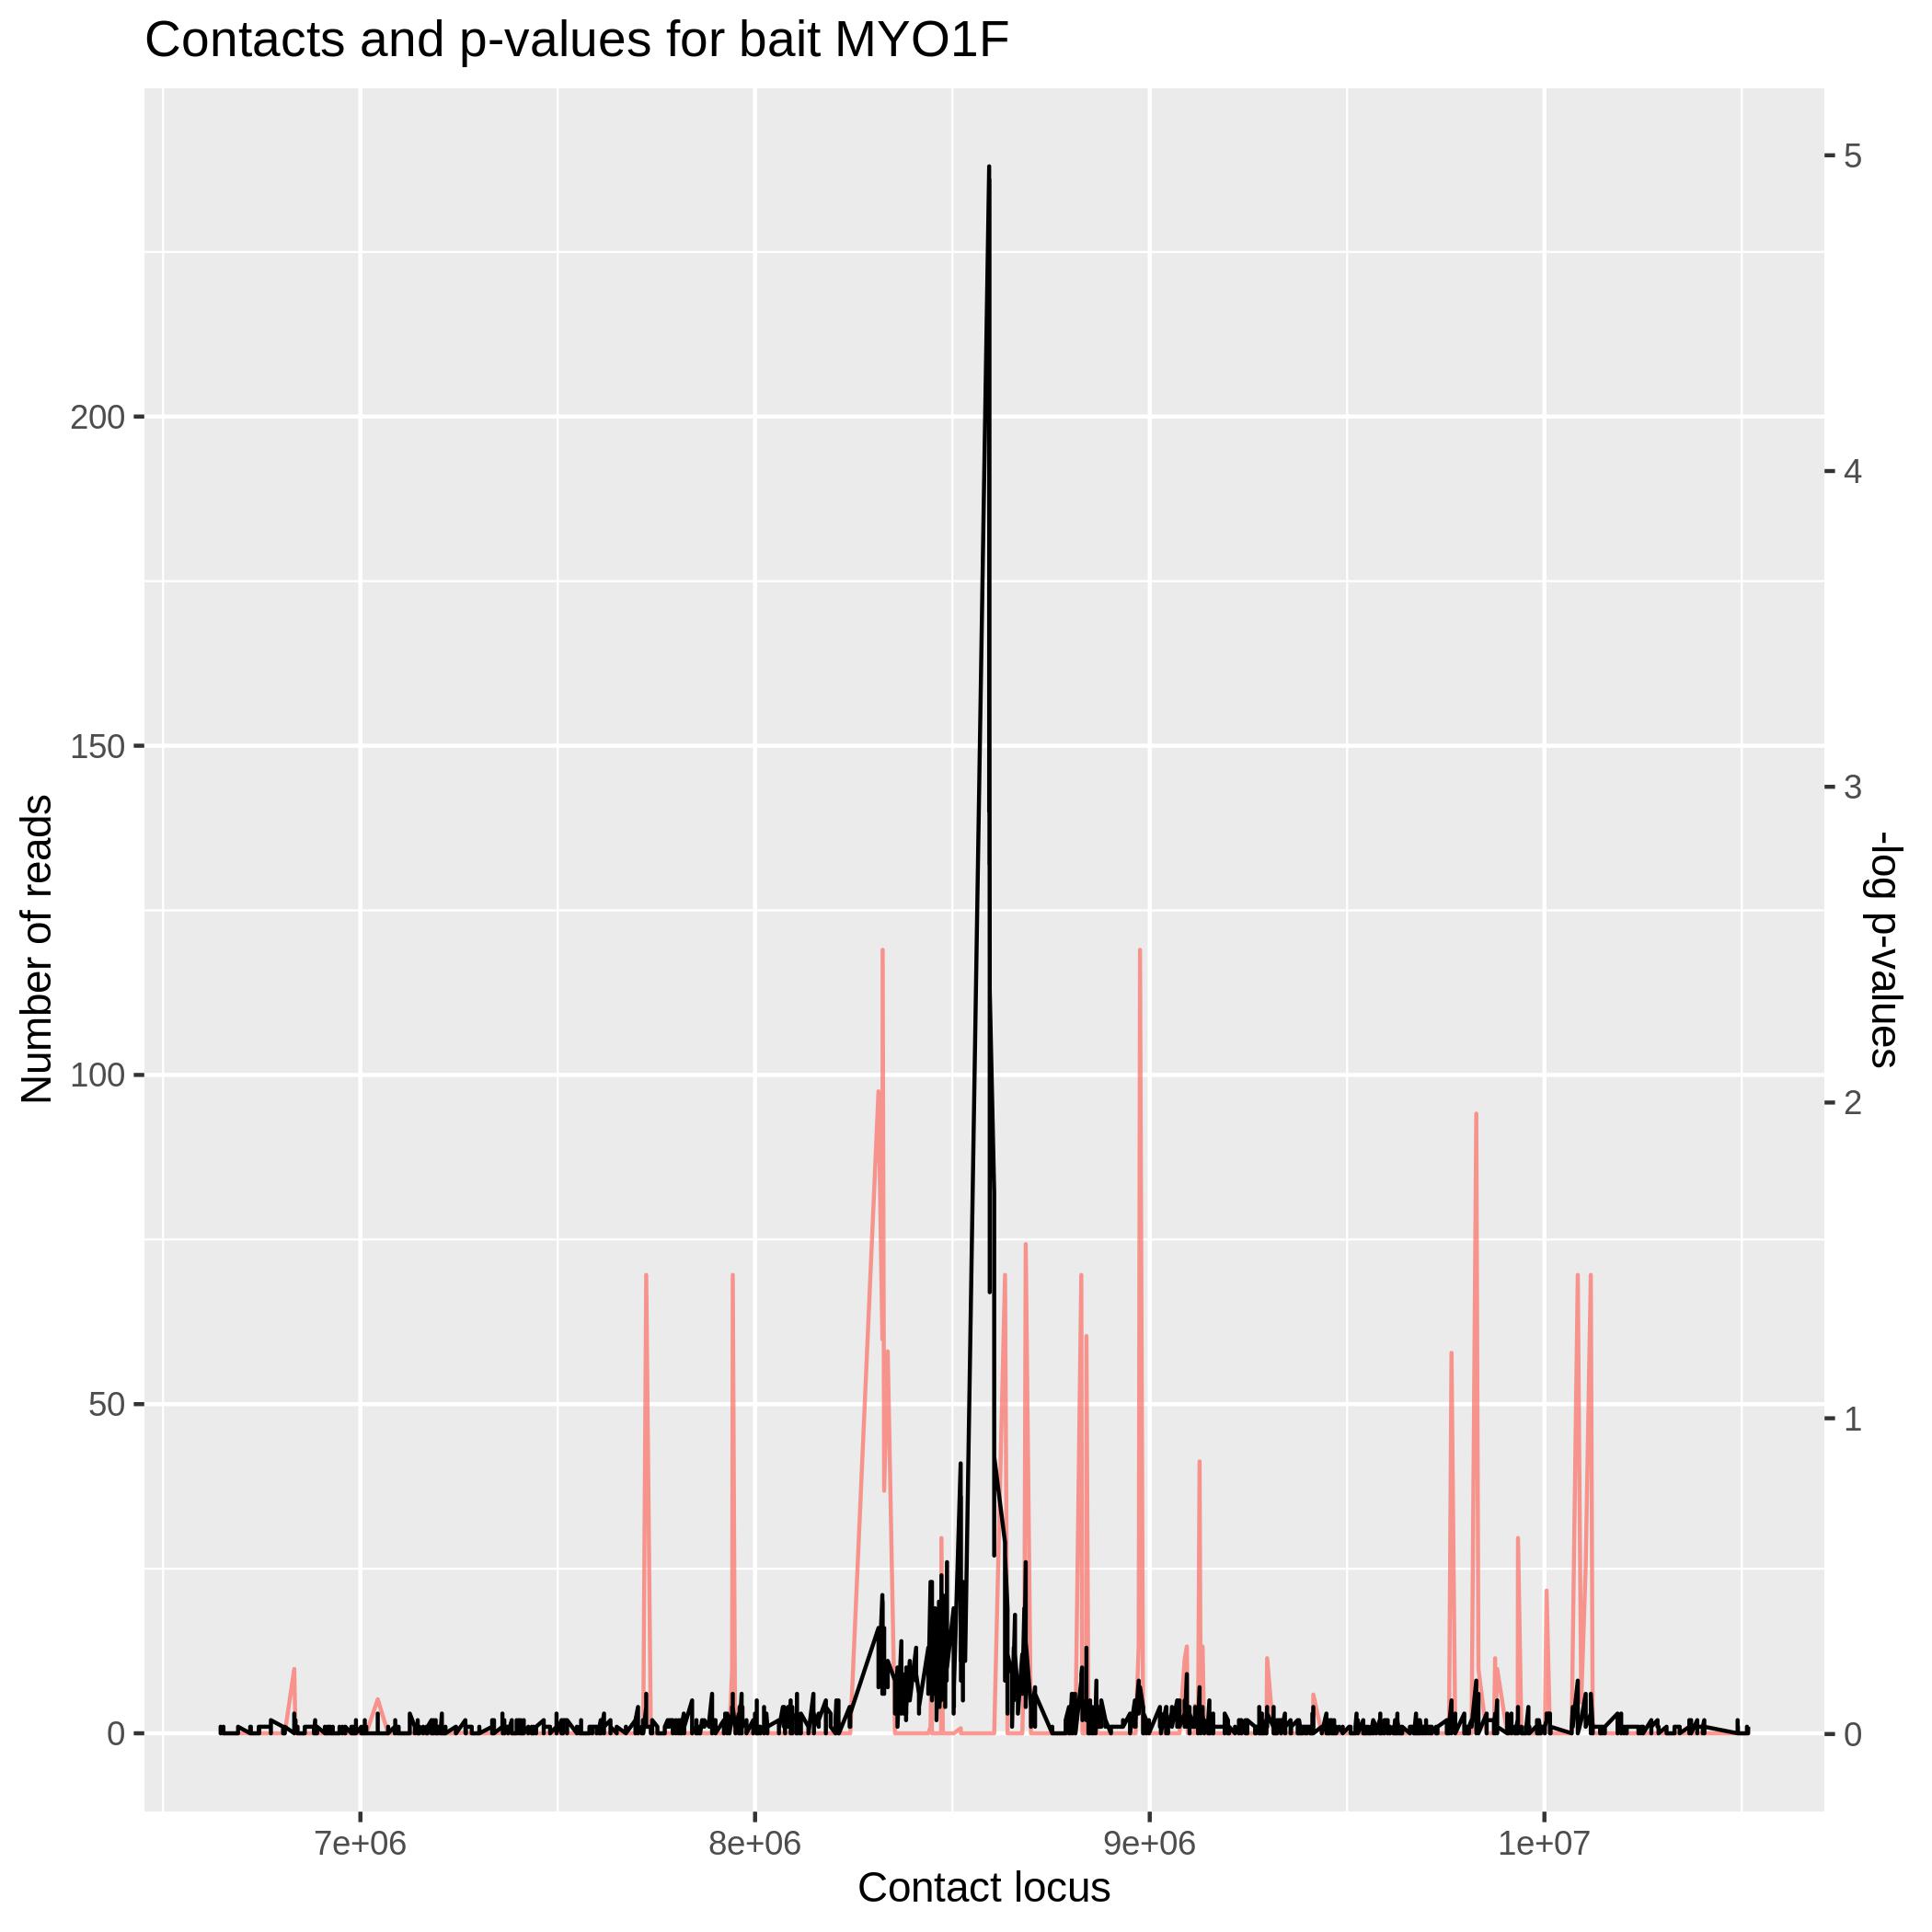 Contacts and p-values for bait MYO1F
Number of reads
200
150
100
50
0
5
4
3
2
1
0
-log p-values
7e+06 8e+06 9e+06 1e+07
Contact locus